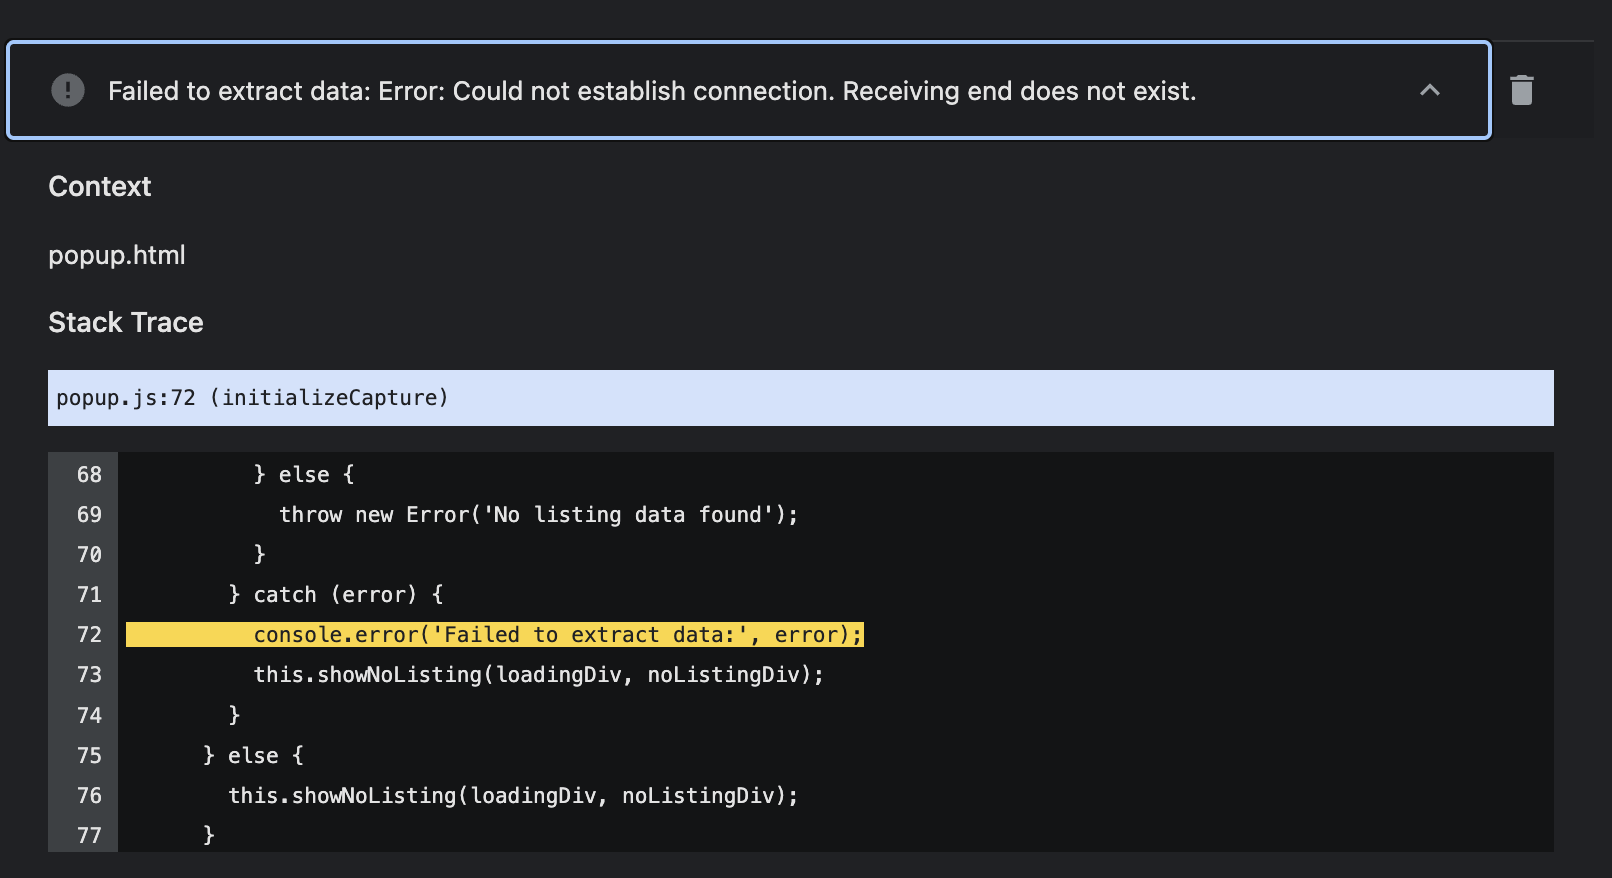 Failed to extract data: Error: Could not establish connection. Receiving end does not exist.
Context
popup.html
Stack Trace
popup.js:72 (initializeCapture)
68 } else {
69 throw new Error('No listing data found');
70 }
71 } catch (error) {
72 console.error('Failed to extract data:', error);
73 this.showNoListing(loadingDiv, noListingDiv);
74 }
75 } else {
76 this.showNoListing(loadingDiv, noListingDiv);
77 }